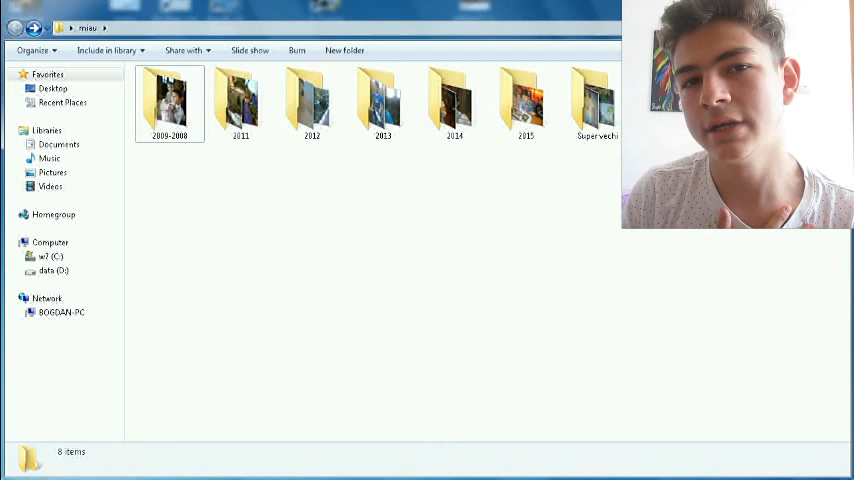 miau
Organize Include in library Share with Slide show Burn New folder
Favorites
Desktop
Recent Places
Libraries
Documents
Music
Pictures
Videos
Homegroup
Computer
w7 (C:)
data (D:)
Network
BOGDAN-PC
2009-2008 2011 2012 2013 2014 2015 Super vechi
8 items